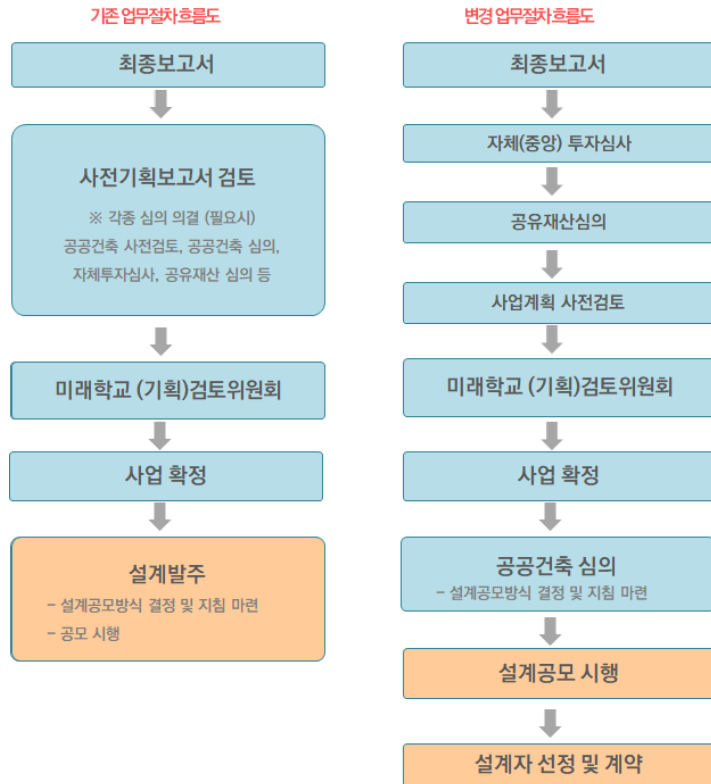 기존 업무절차 흐름도
최종보고서
사전기획보고서 검토
※ 각종 심의 의결 (필요시)
공공건축 사전검토, 공공건축 심의,
자체투자심사, 공유재산 심의 등
미래학교 (기획)검토위원회
사업 확정
설계발주
- 설계공모방식 결정 및 지침 마련
- 공모 시행
변경 업무절차 흐름도
최종보고서
자체(중앙) 투자심사
공유재산심의
사업계획 사전검토
미래학교 (기획)검토위원회
사업 확정
공공건축 심의
- 설계공모방식 결정 및 지침 마련
설계공모 시행
설계자 선정 및 계약